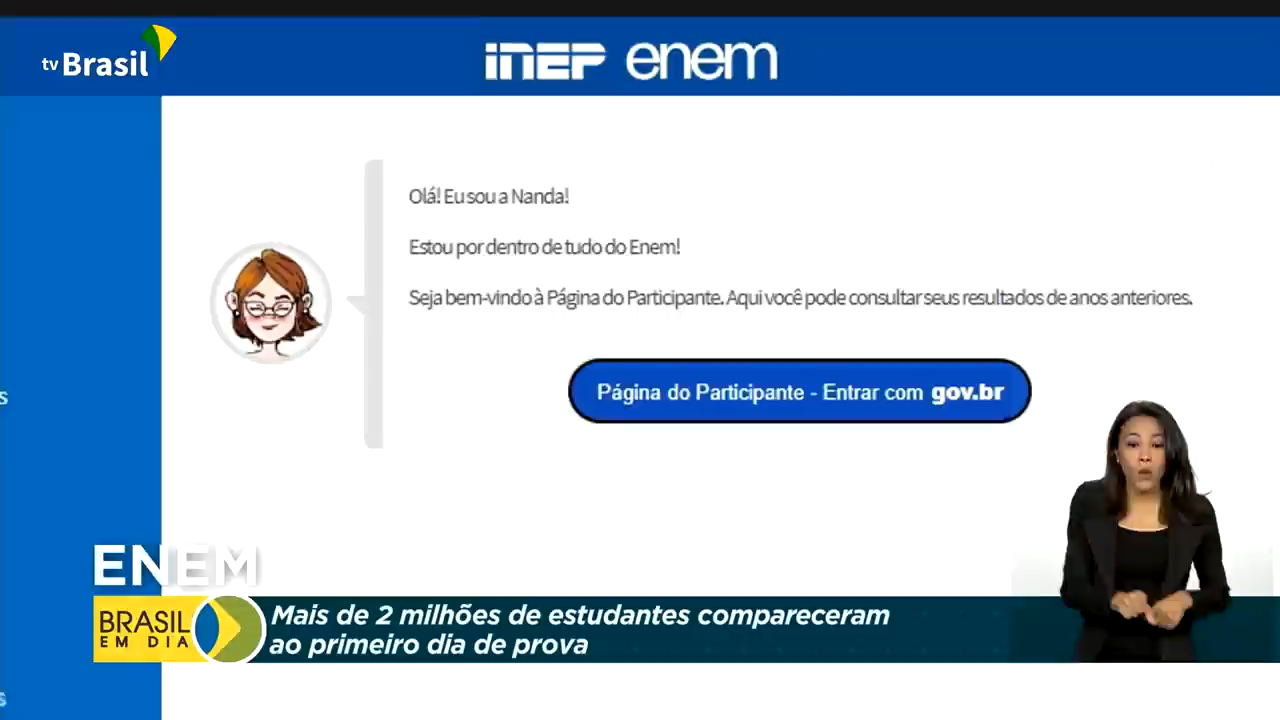 tv Brasil
INEP enem
Olá! Eu sou a Nanda!
Estou por dentro de tudo do Enem!
Seja bem-vindo à Página do Participante. Aqui você pode consultar seus resultados de anos anteriores.
Página do Participante - Entrar com gov.br
s
ENEM
BRASIL
EM DIA
Mais de 2 milhões de estudantes compareceram
ao primeiro dia de prova
s